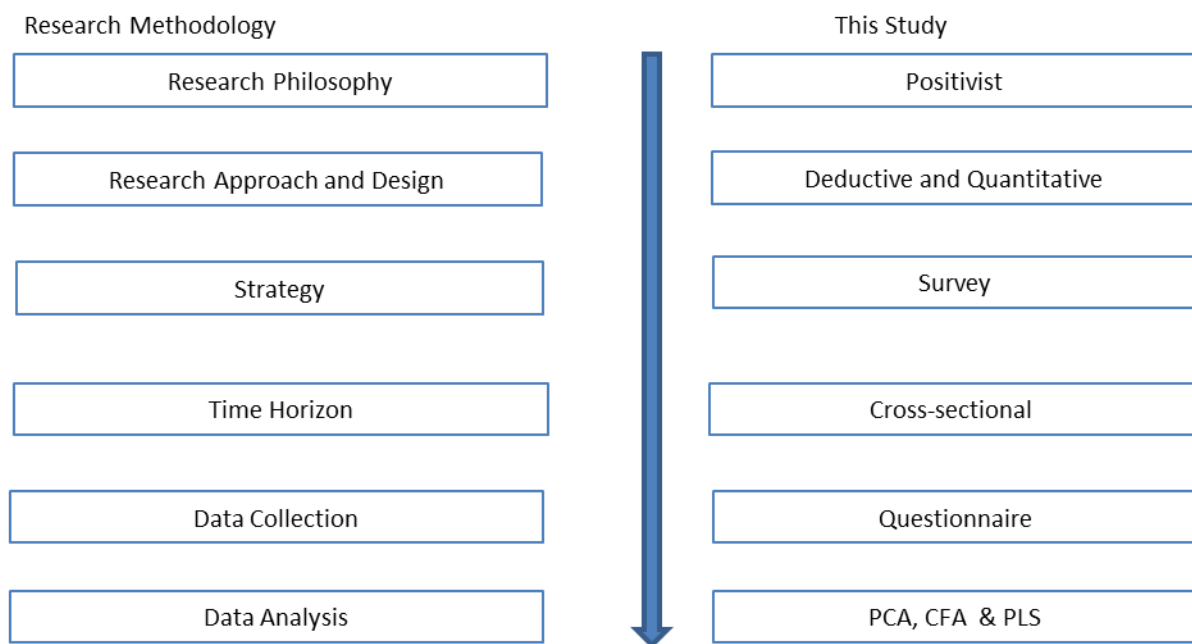 Research Methodology
This Study
Research Philosophy
Positivist
Research Approach and Design
Deductive and Quantitative
Strategy
Survey
Time Horizon
Cross-sectional
Data Collection
Questionnaire
Data Analysis
PCA, CFA & PLS